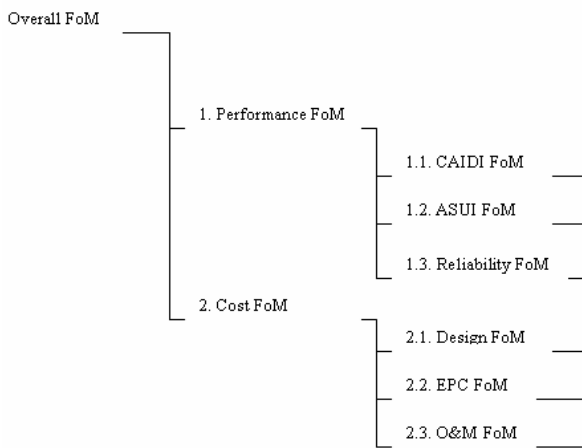 Overall FoM
1. Performance FoM
1.1. CAIDI FoM
1.2. ASUI FoM
1.3. Reliability FoM
2. Cost FoM
2.1. Design FoM
2.2. EPC FoM
2.3. O&M FoM